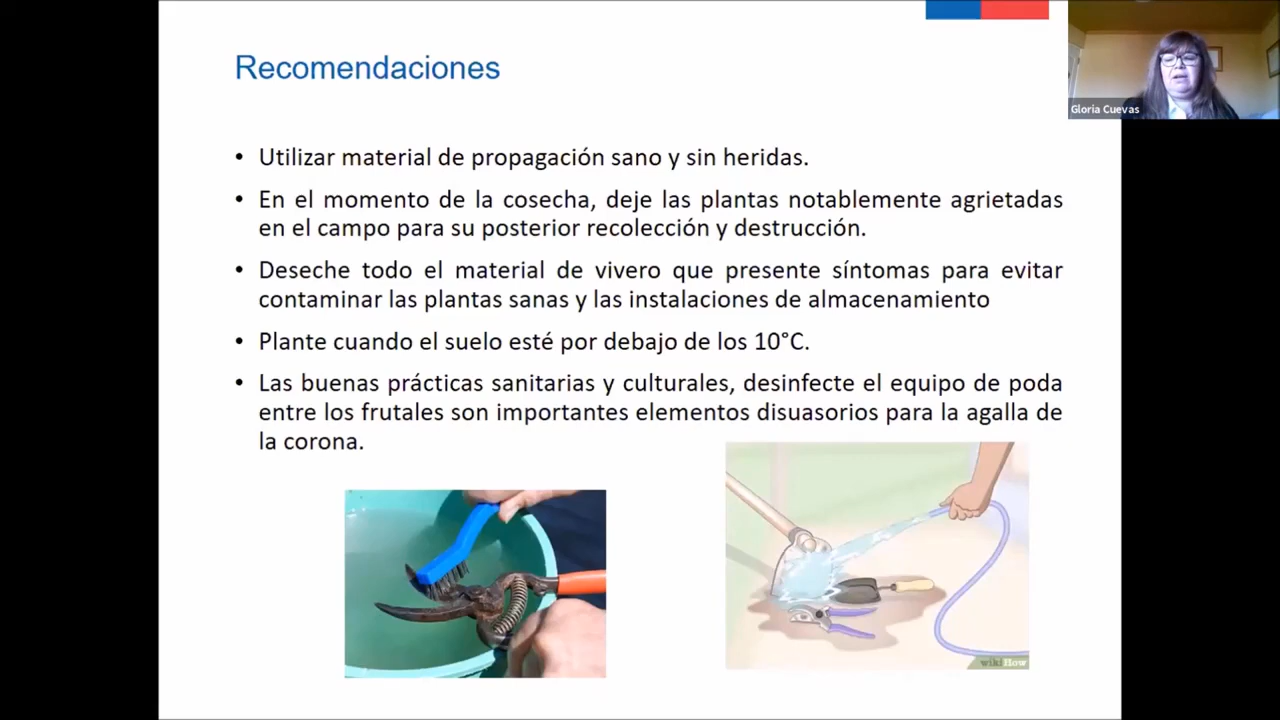 Recomendaciones
Gloria Cuevas
• Utilizar material de propagación sano y sin heridas.
• En el momento de la cosecha, deje las plantas notablemente agrietadas
en el campo para su posterior recolección y destrucción.
• Deseche todo el material de vivero que presente síntomas para evitar
contaminar las plantas sanas y las instalaciones de almacenamiento
• Plante cuando el suelo esté por debajo de los 10°C.
• Las buenas prácticas sanitarias y culturales, desinfecte el equipo de poda
entre los frutales son importantes elementos disuasorios para la agalla de
la corona.
wikiHow